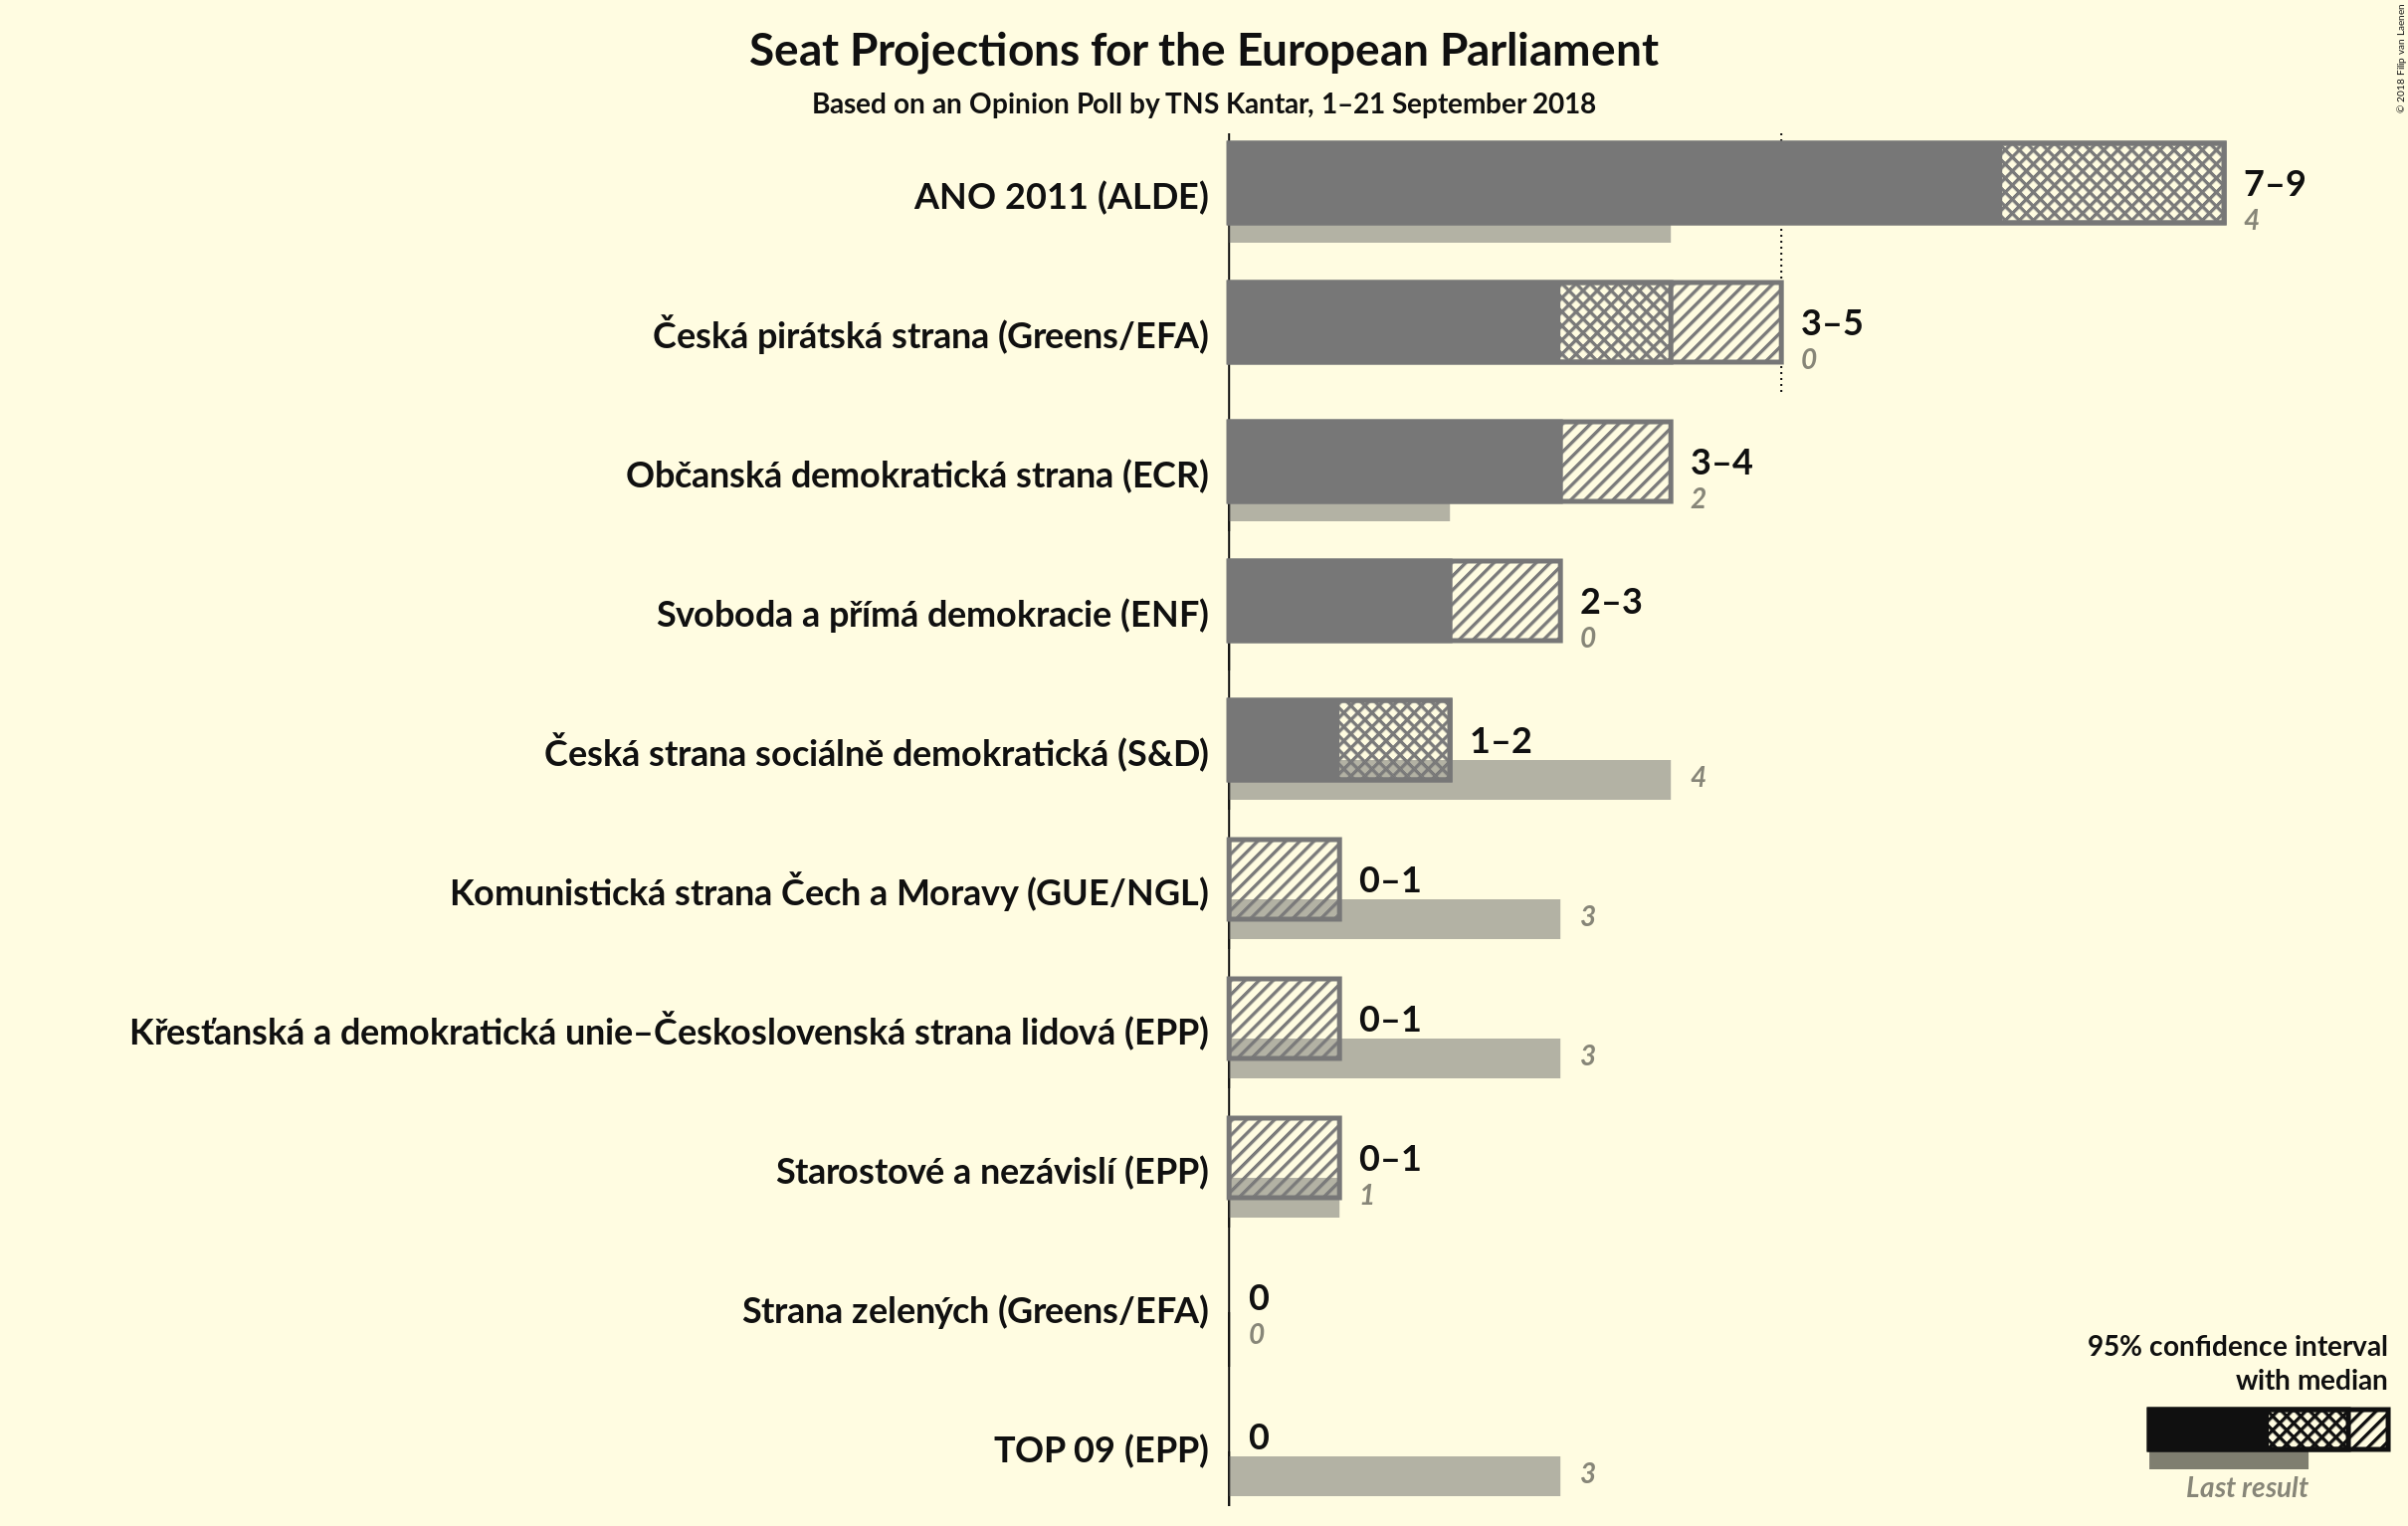 Seat Projections for the European Parliament
Based on an Opinion Poll by TNS Kantar, 1–21 September 2018
© 2018 Filip van Laenen
ANO 2011 (ALDE)
7–9
4
Česká pirátská strana (Greens/EFA)
3–5
0
Občanská demokratická strana (ECR)
3–4
2
Svoboda a přímá demokracie (ENF)
2–3
0
Česká strana sociálně demokratická (S&D)
1–2
4
Komunistická strana Čech a Moravy (GUE/NGL)
0–1
3
Křesťanská a demokratická unie–Československá strana lidová (EPP)
0–1
3
Starostové a nezávislí (EPP)
0–1
1
Strana zelených (Greens/EFA)
0
0
TOP 09 (EPP)
0
3
95% confidence interval
with median
Last result